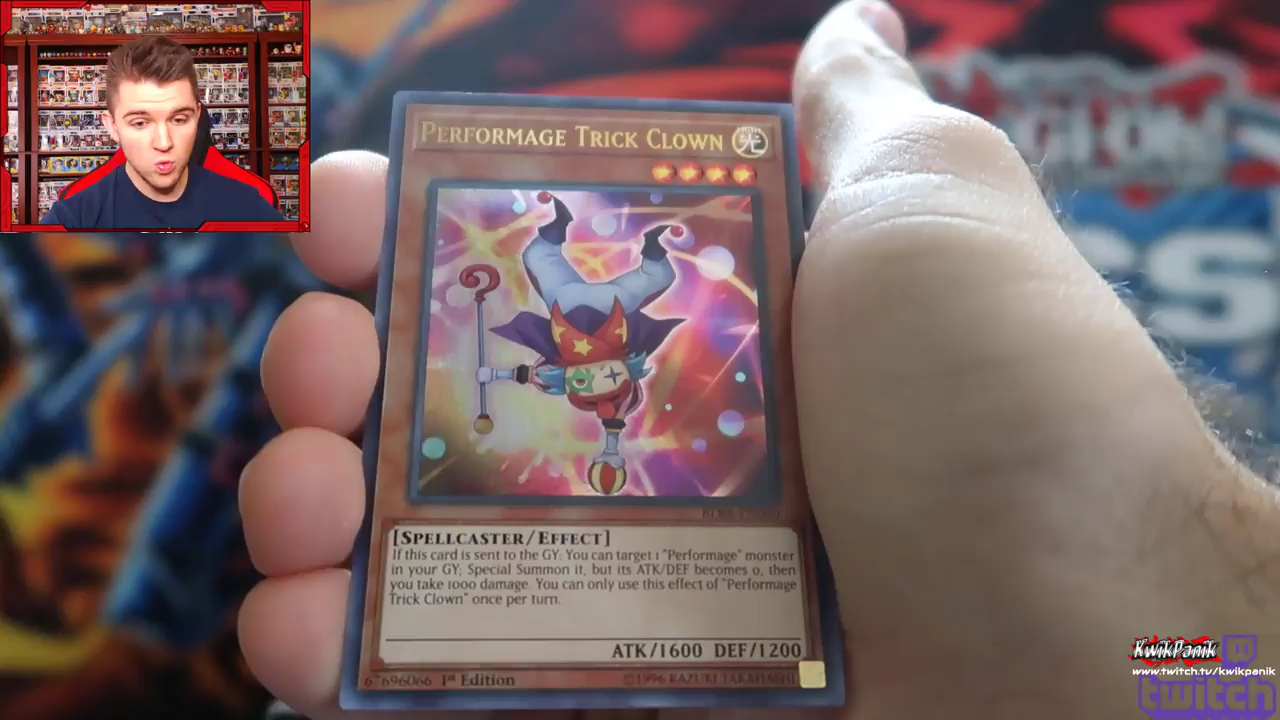 PERFORMAGE TRICK CLOWN
光
[SPELLCASTER/EFFECT]
If this card is sent to the GY: You can target 1 "Performage" monster
in your GY; Special Summon it, but its ATK/DEF becomes 0, then
you take 1000 damage. You can only use this effect of "Performage
Trick Clown" once per turn.
ATK/1600 DEF/1200
67696066 1st Edition
©1996 KAZUKI TAKAHASHI
KwikPanik
www.twitch.tv/kwikpanik
twitch